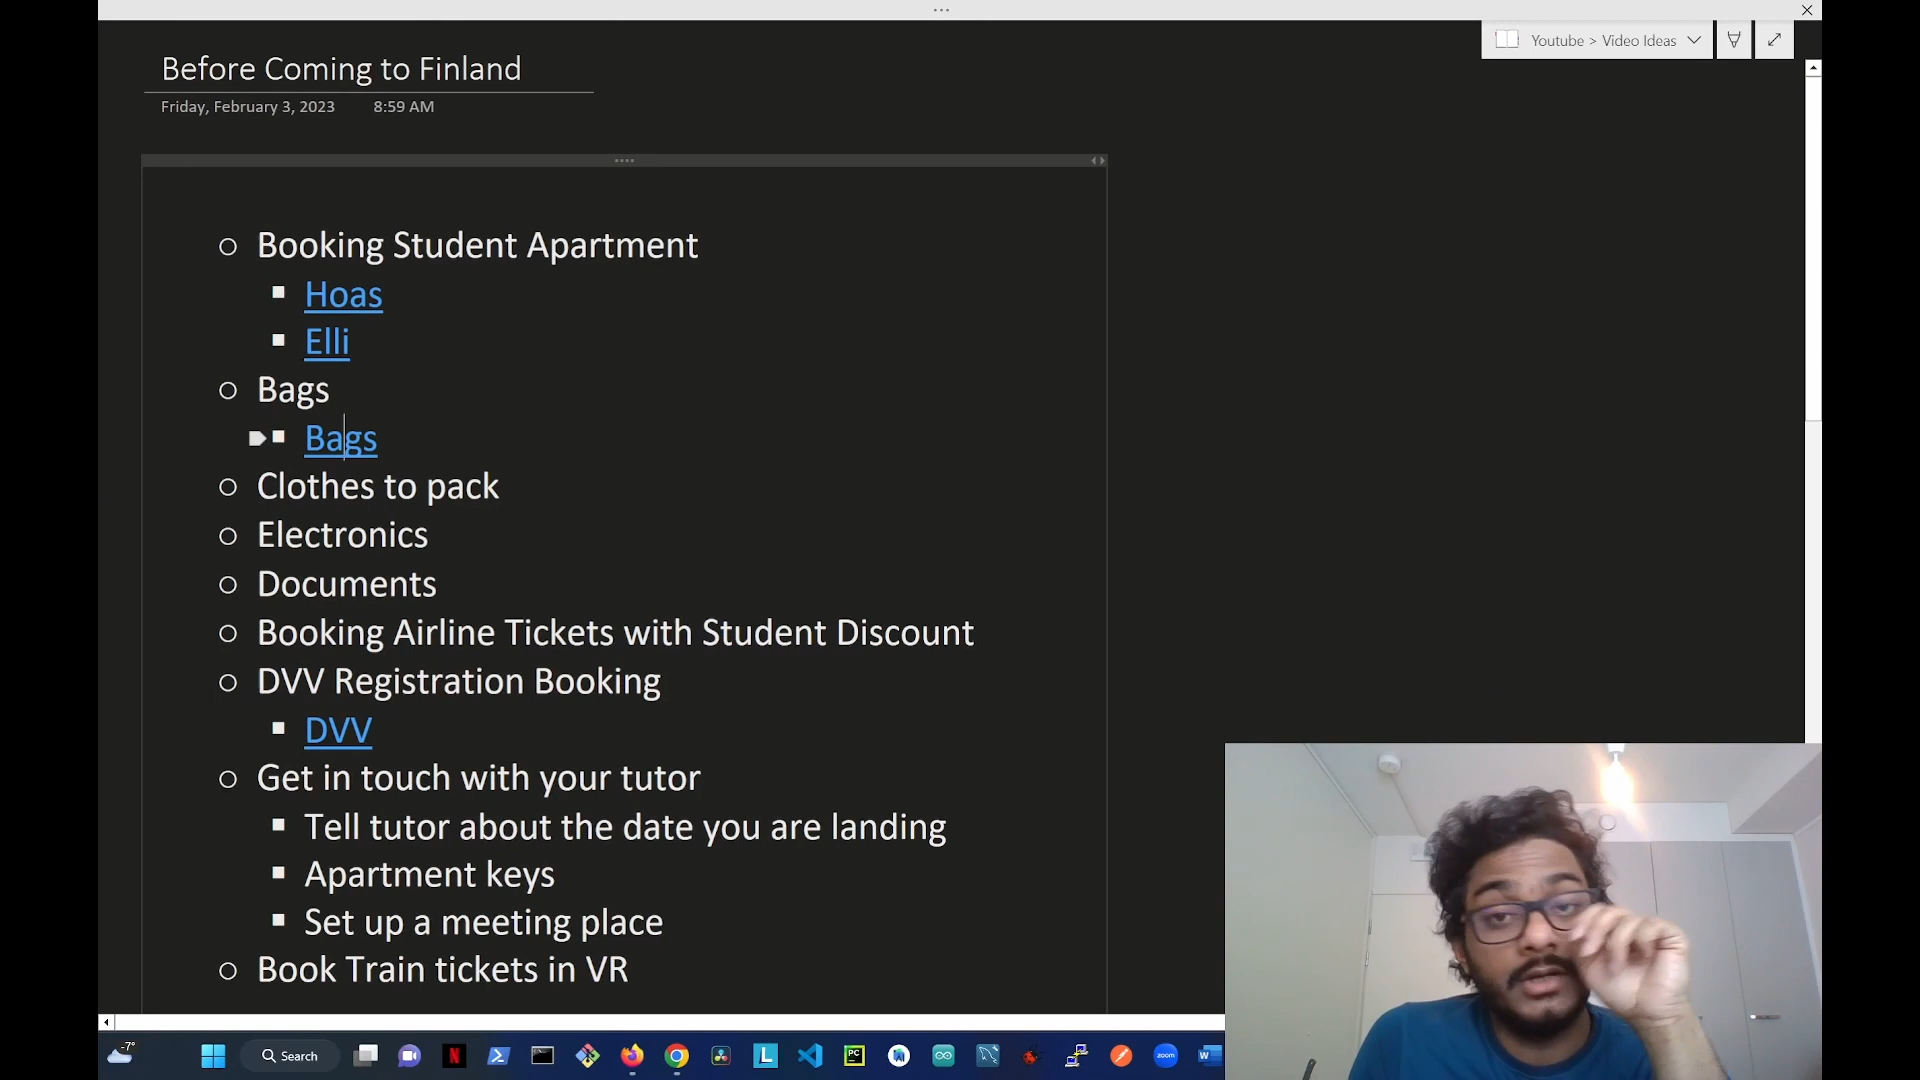 Youtube > Video Ideas
Before Coming to Finland
Friday, February 3, 2023 8:59 AM
Booking Student Apartment
Hoas
Elli
Bags
Bags
Clothes to pack
Electronics
Documents
Booking Airline Tickets with Student Discount
DVV Registration Booking
DVV
Get in touch with your tutor
Tell tutor about the date you are landing
Apartment keys
Set up a meeting place
Book Train tickets in VR
-7°
Search
N
L
PC
zoom
W